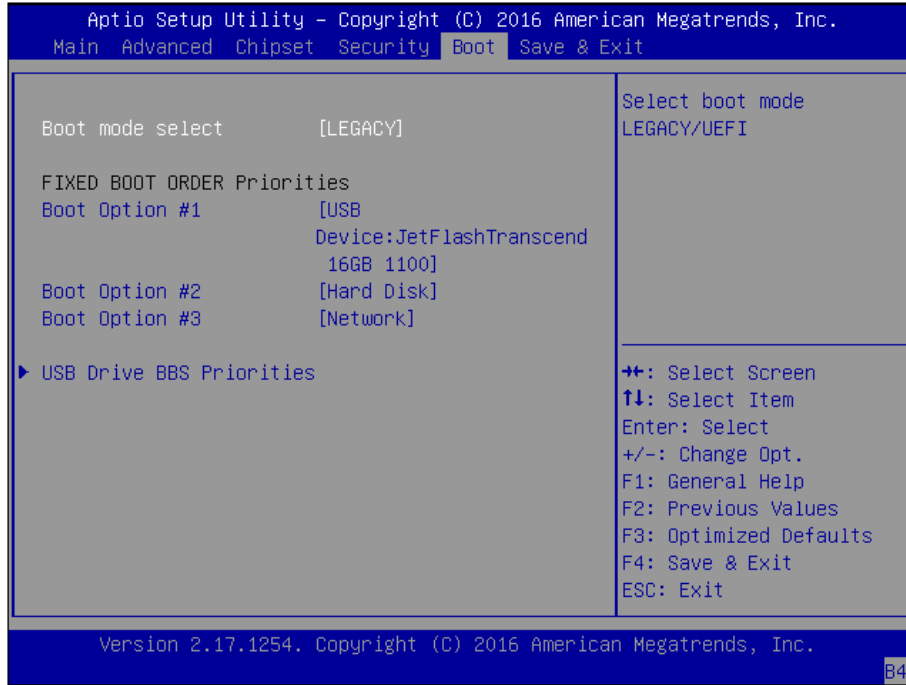 Aptio Setup Utility – Copyright (C) 2016 American Megatrends, Inc.
Main Advanced Chipset Security Boot Save & Exit
Boot mode select [LEGACY]
FIXED BOOT ORDER Priorities
Boot Option #1 [USB
Device:JetFlashTranscend
16GB 1100]
Boot Option #2 [Hard Disk]
Boot Option #3 [Network]
▶ USB Drive BBS Priorities
Select boot mode
LEGACY/UEFI
→←: Select Screen
↑↓: Select Item
Enter: Select
+/-: Change Opt.
F1: General Help
F2: Previous Values
F3: Optimized Defaults
F4: Save & Exit
ESC: Exit
Version 2.17.1254. Copyright (C) 2016 American Megatrends, Inc.
B4